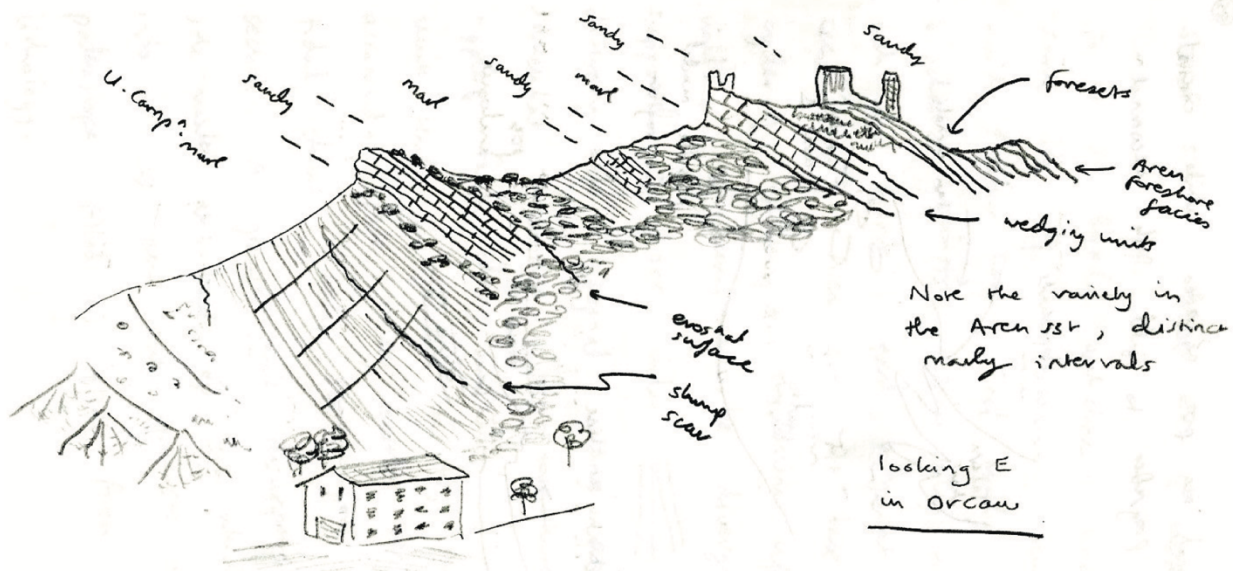 U. Camp: marl
sandy
marl
sandy
marl
sandy
sandy
foresets
Aren
foreshore
facies
wedging units
erosnal
surface
slump
scar
Note the variety in
the Aren sst, distinct
marly intervals
looking E
in Orcau